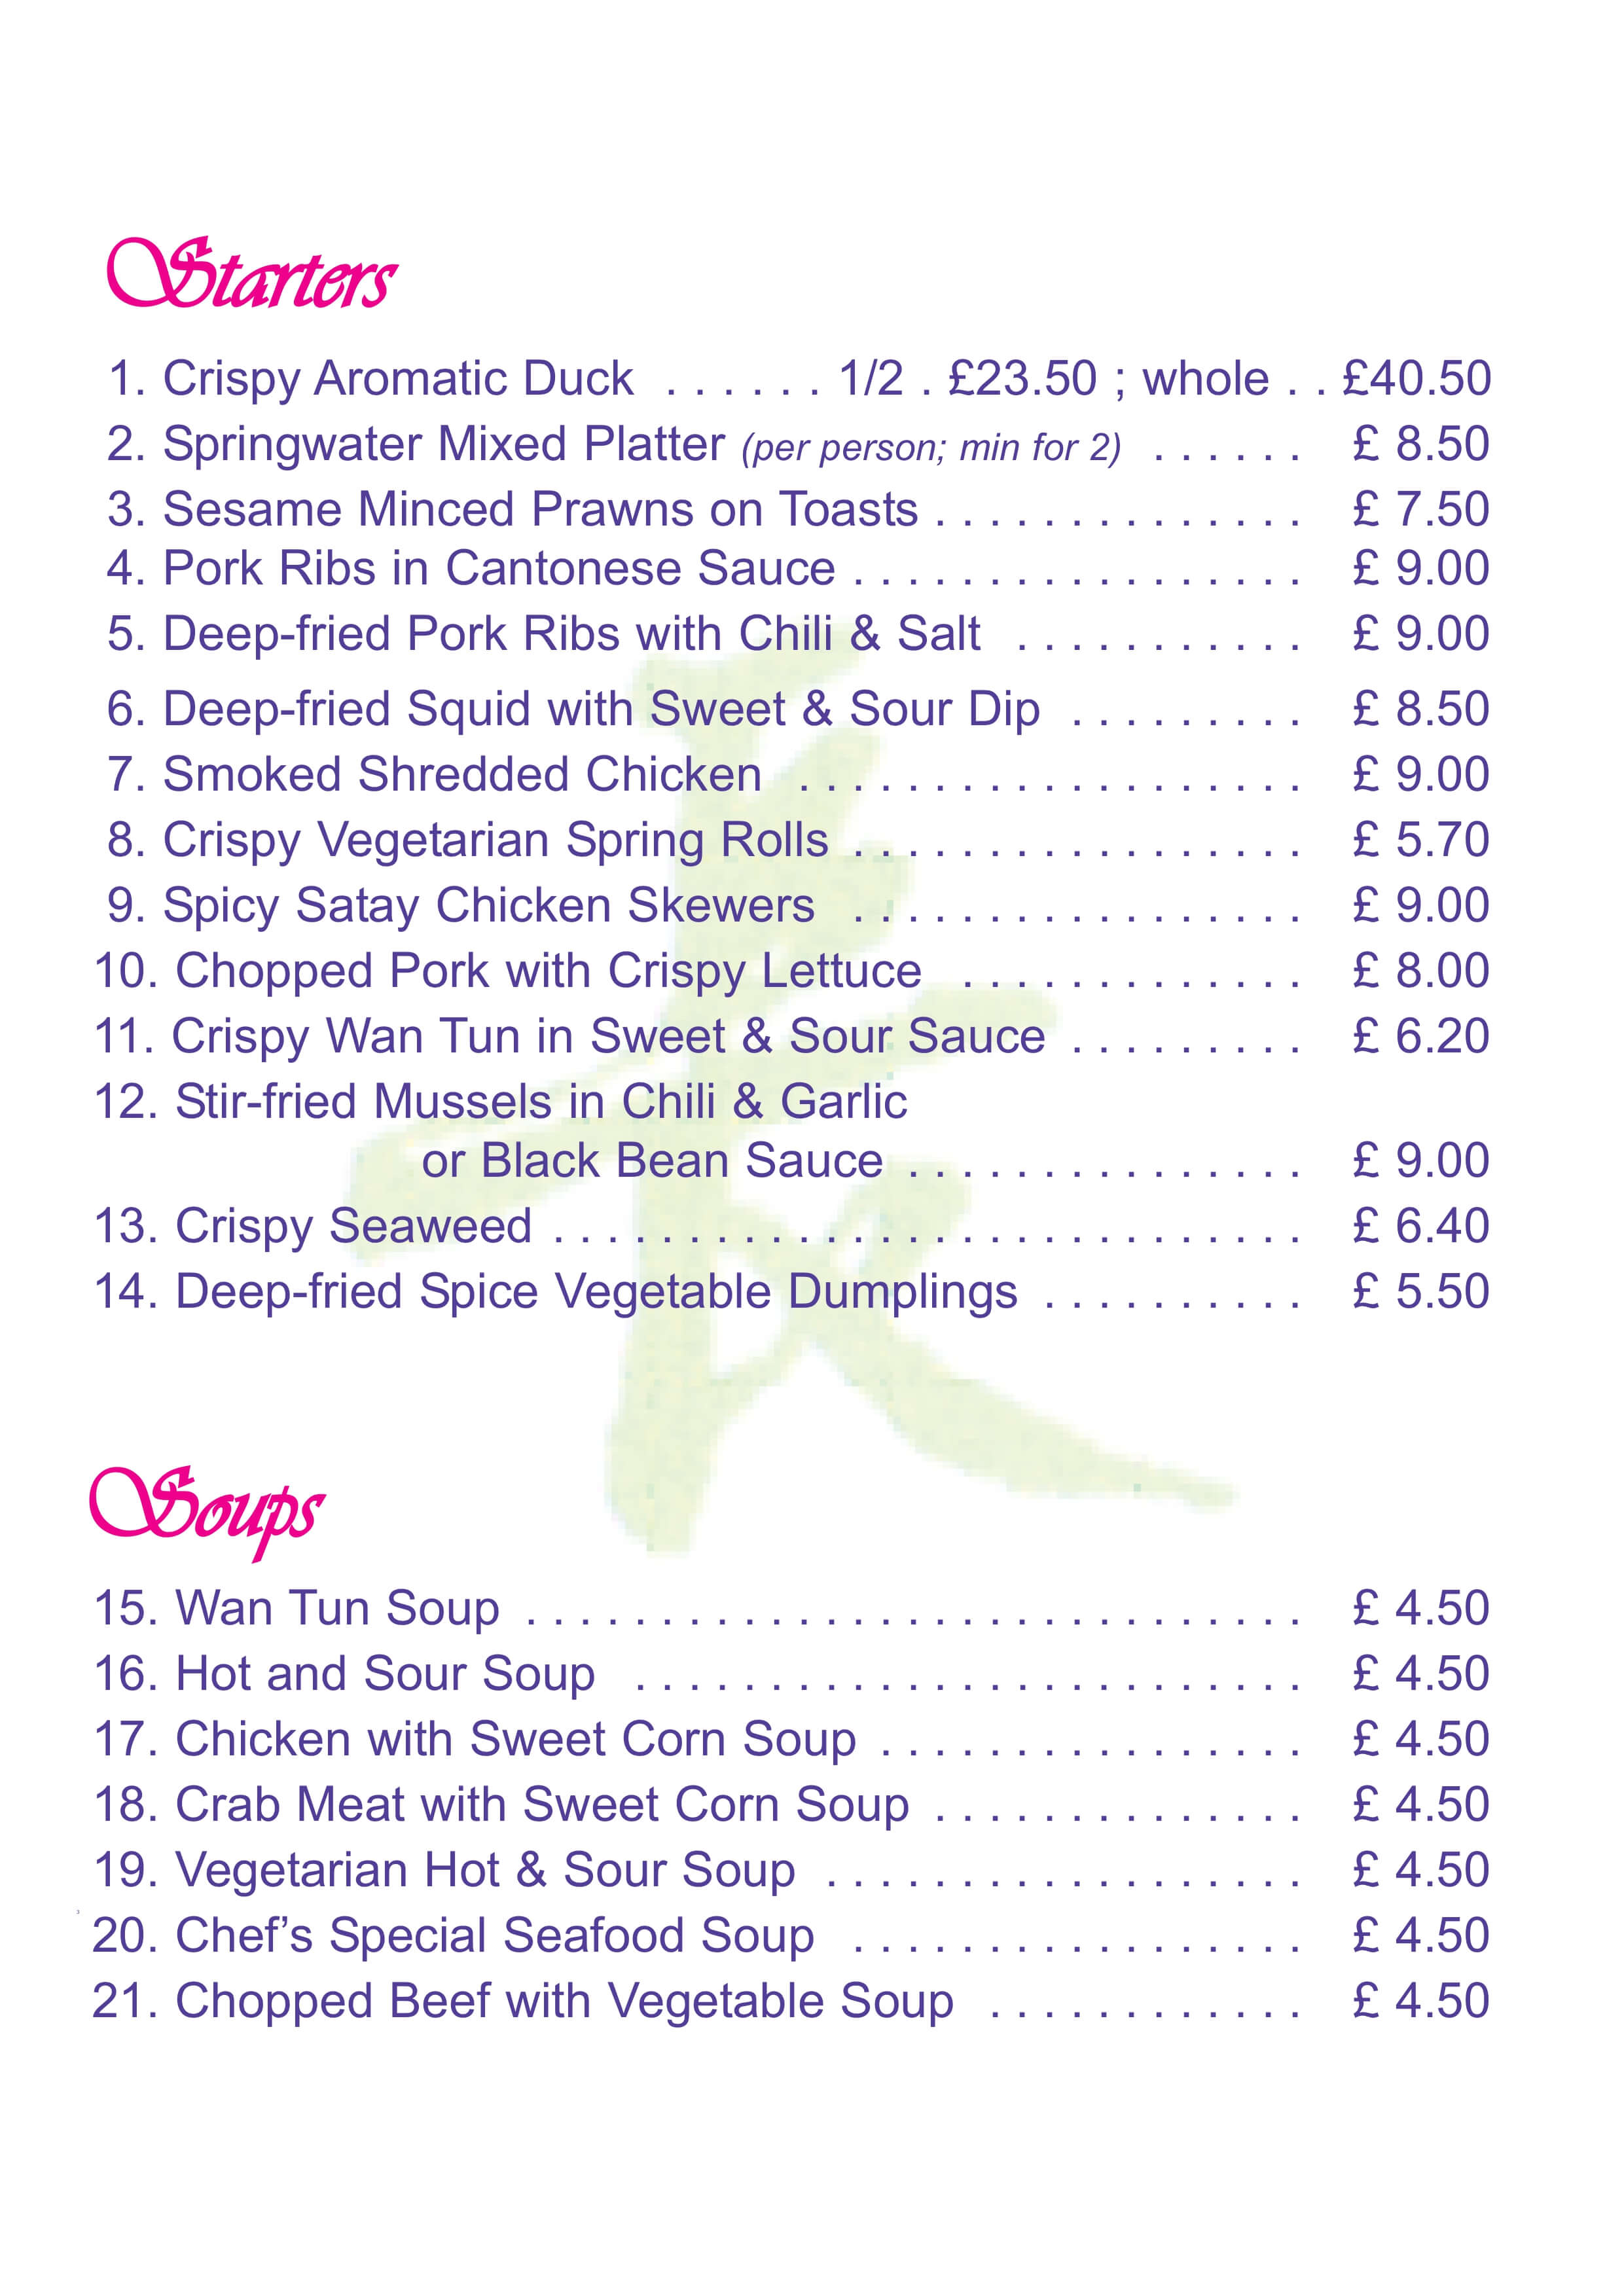 Starters
1. Crispy Aromatic Duck . . . . . . 1/2 . £23.50 ; whole . . £40.50
2. Springwater Mixed Platter (per person; min for 2) . . . . . . £ 8.50
3. Sesame Minced Prawns on Toasts . . . . . . . . . . . . . . £ 7.50
4. Pork Ribs in Cantonese Sauce . . . . . . . . . . . . . . . . . £ 9.00
5. Deep-fried Pork Ribs with Chili & Salt . . . . . . . . . . . £ 9.00
6. Deep-fried Squid with Sweet & Sour Dip . . . . . . . . . £ 8.50
7. Smoked Shredded Chicken . . . . . . . . . . . . . . . . . . . £ 9.00
8. Crispy Vegetarian Spring Rolls . . . . . . . . . . . . . . . . . £ 5.70
9. Spicy Satay Chicken Skewers . . . . . . . . . . . . . . . . . £ 9.00
10. Chopped Pork with Crispy Lettuce . . . . . . . . . . . . . £ 8.00
11. Crispy Wan Tun in Sweet & Sour Sauce . . . . . . . . . £ 6.20
12. Stir-fried Mussels in Chili & Garlic
or Black Bean Sauce . . . . . . . . . . . . . . . £ 9.00
13. Crispy Seaweed . . . . . . . . . . . . . . . . . . . . . . . . . . . . £ 6.40
14. Deep-fried Spice Vegetable Dumplings . . . . . . . . . . £ 5.50
長
Soups
15. Wan Tun Soup . . . . . . . . . . . . . . . . . . . . . . . . . . . . . £ 4.50
16. Hot and Sour Soup . . . . . . . . . . . . . . . . . . . . . . . . . £ 4.50
17. Chicken with Sweet Corn Soup . . . . . . . . . . . . . . . . £ 4.50
18. Crab Meat with Sweet Corn Soup . . . . . . . . . . . . . . £ 4.50
19. Vegetarian Hot & Sour Soup . . . . . . . . . . . . . . . . . . £ 4.50
20. Chef’s Special Seafood Soup . . . . . . . . . . . . . . . . . £ 4.50
21. Chopped Beef with Vegetable Soup . . . . . . . . . . . . £ 4.50